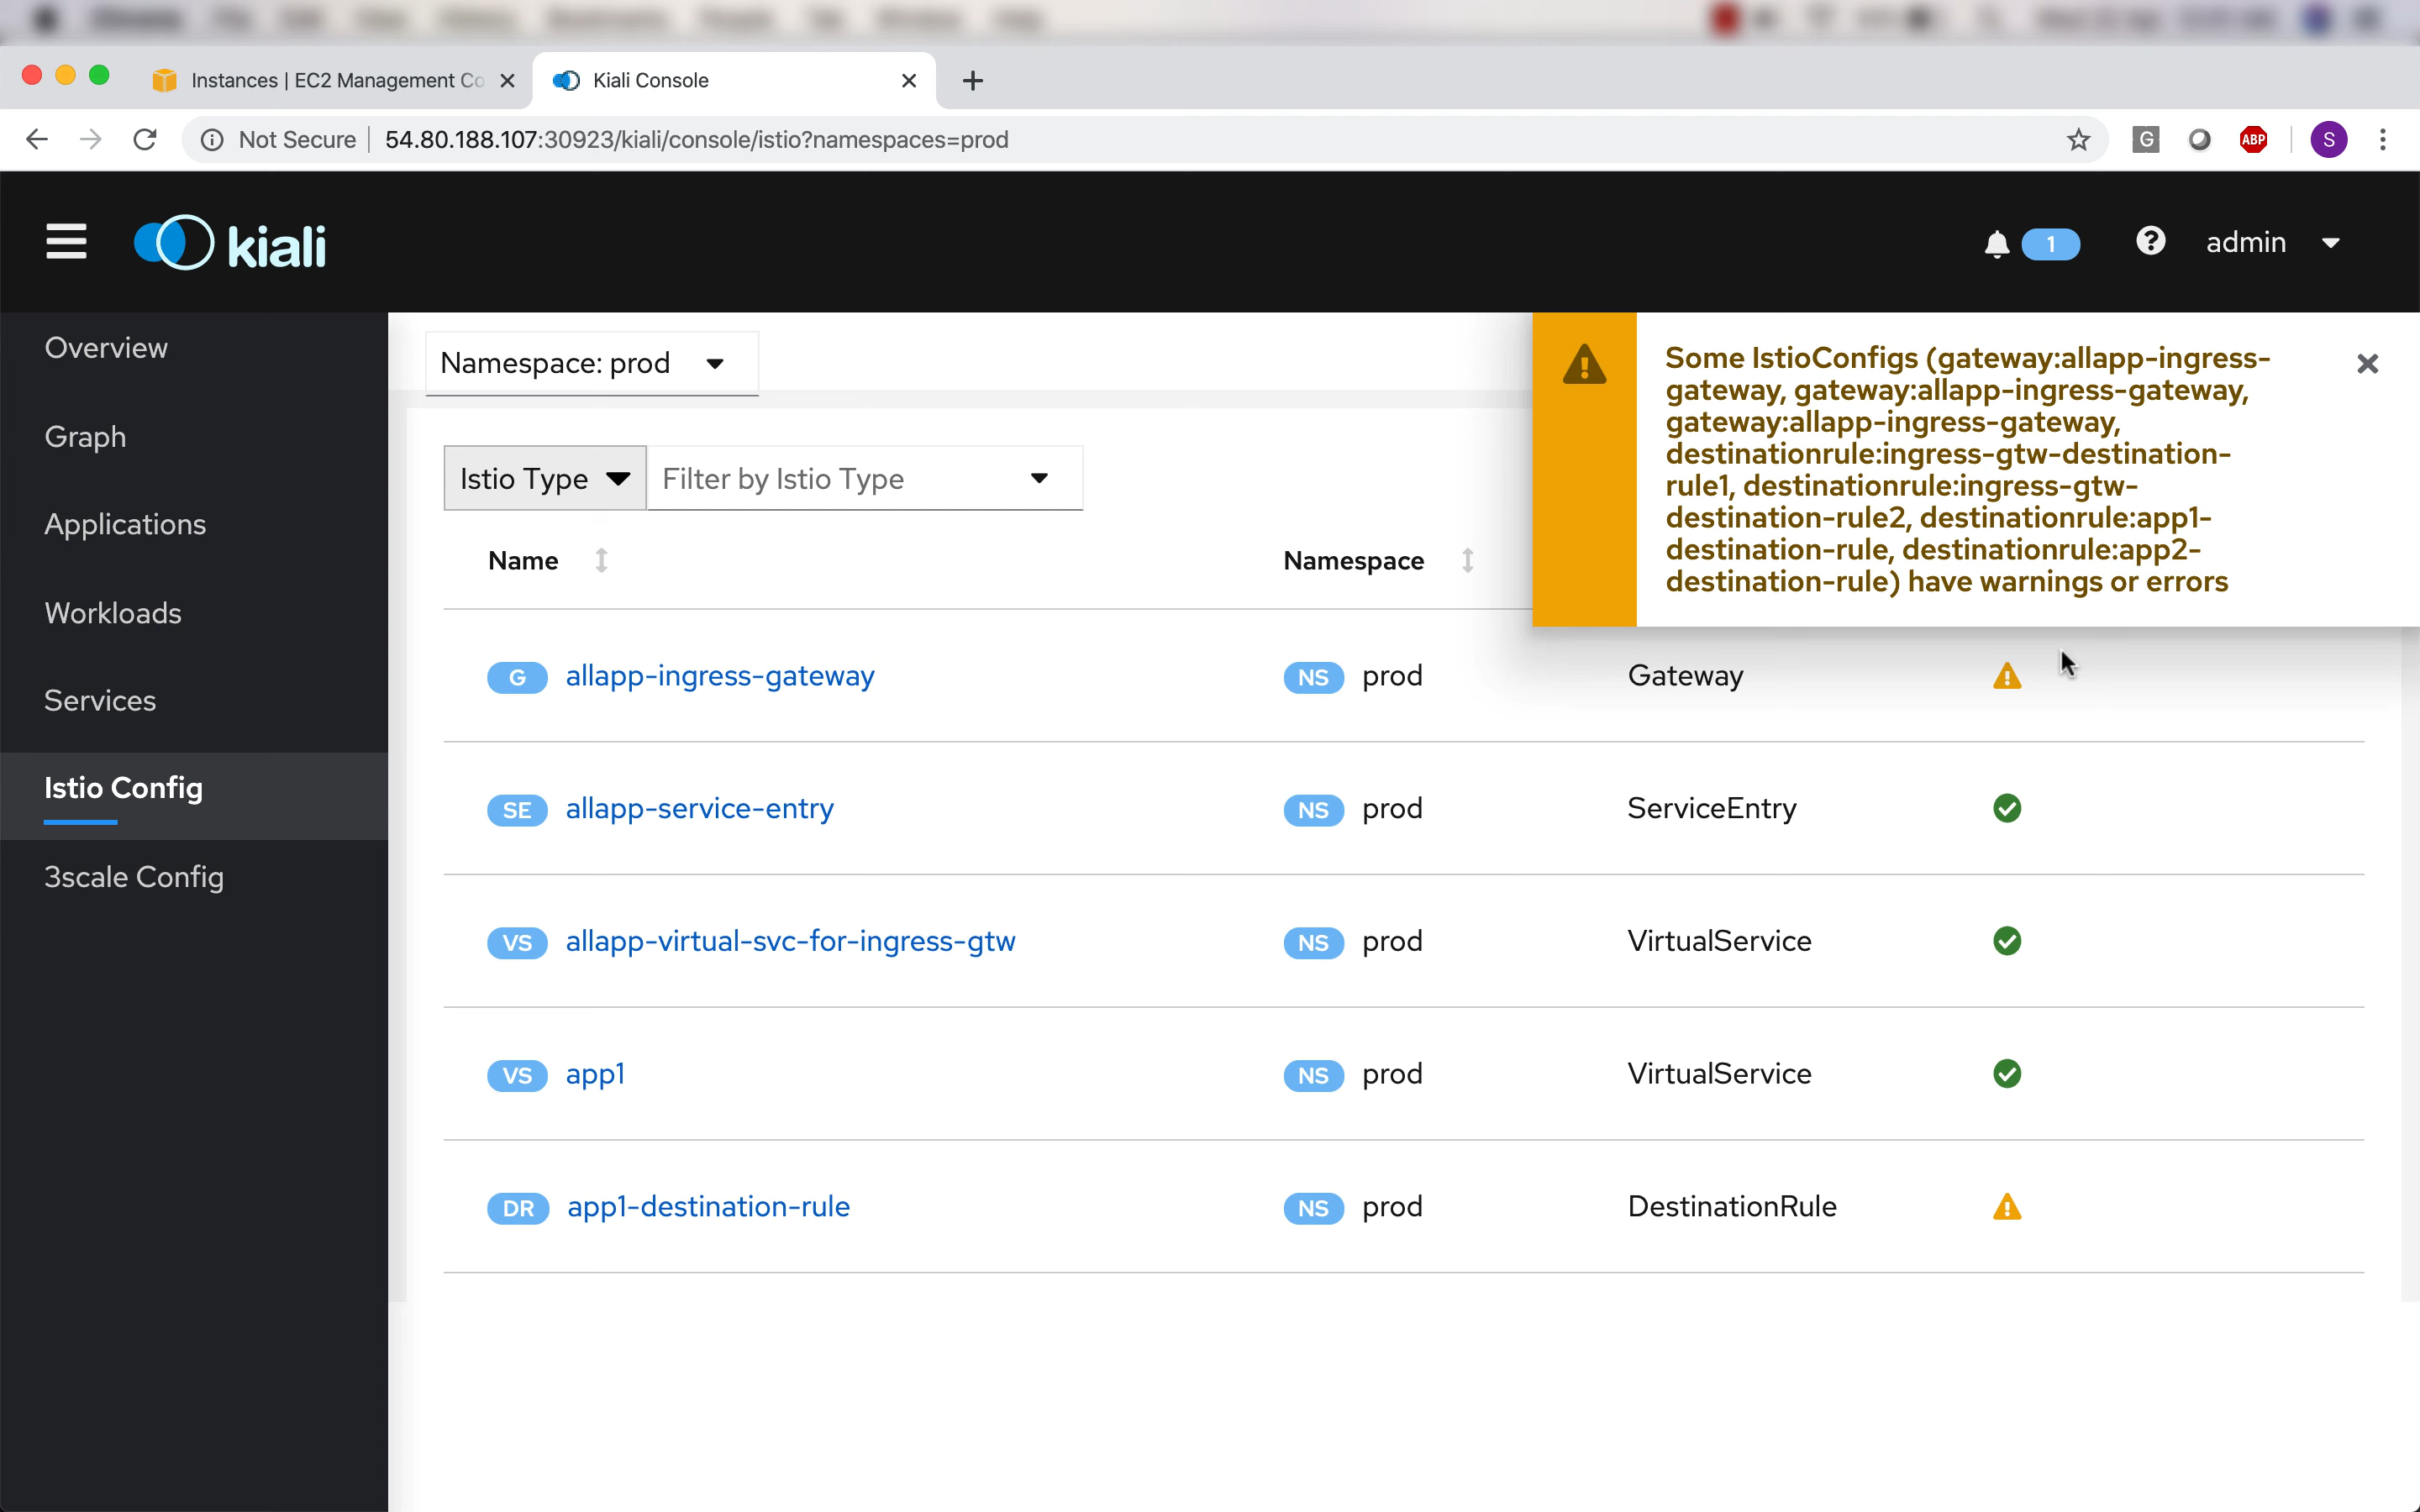 Instances | EC2 Management Co
Kiali Console
Not Secure 54.80.188.107:30923/kiali/console/istio?namespaces=prod
G
ABP
S
kiali
1
admin
Overview
Graph
Applications
Workloads
Services
Istio Config
3scale Config
Namespace: prod
Some IstioConfigs (gateway:allapp-ingress-
gateway, gateway:allapp-ingress-gateway,
gateway:allapp-ingress-gateway,
destinationrule:ingress-gtw-destination-
rule1, destinationrule:ingress-gtw-
destination-rule2, destinationrule:app1-
destination-rule, destinationrule:app2-
destination-rule) have warnings or errors
Istio Type Filter by Istio Type
Name Namespace
G allapp-ingress-gateway NS prod Gateway
SE allapp-service-entry NS prod ServiceEntry
VS allapp-virtual-svc-for-ingress-gtw NS prod VirtualService
VS app1 NS prod VirtualService
DR app1-destination-rule NS prod DestinationRule